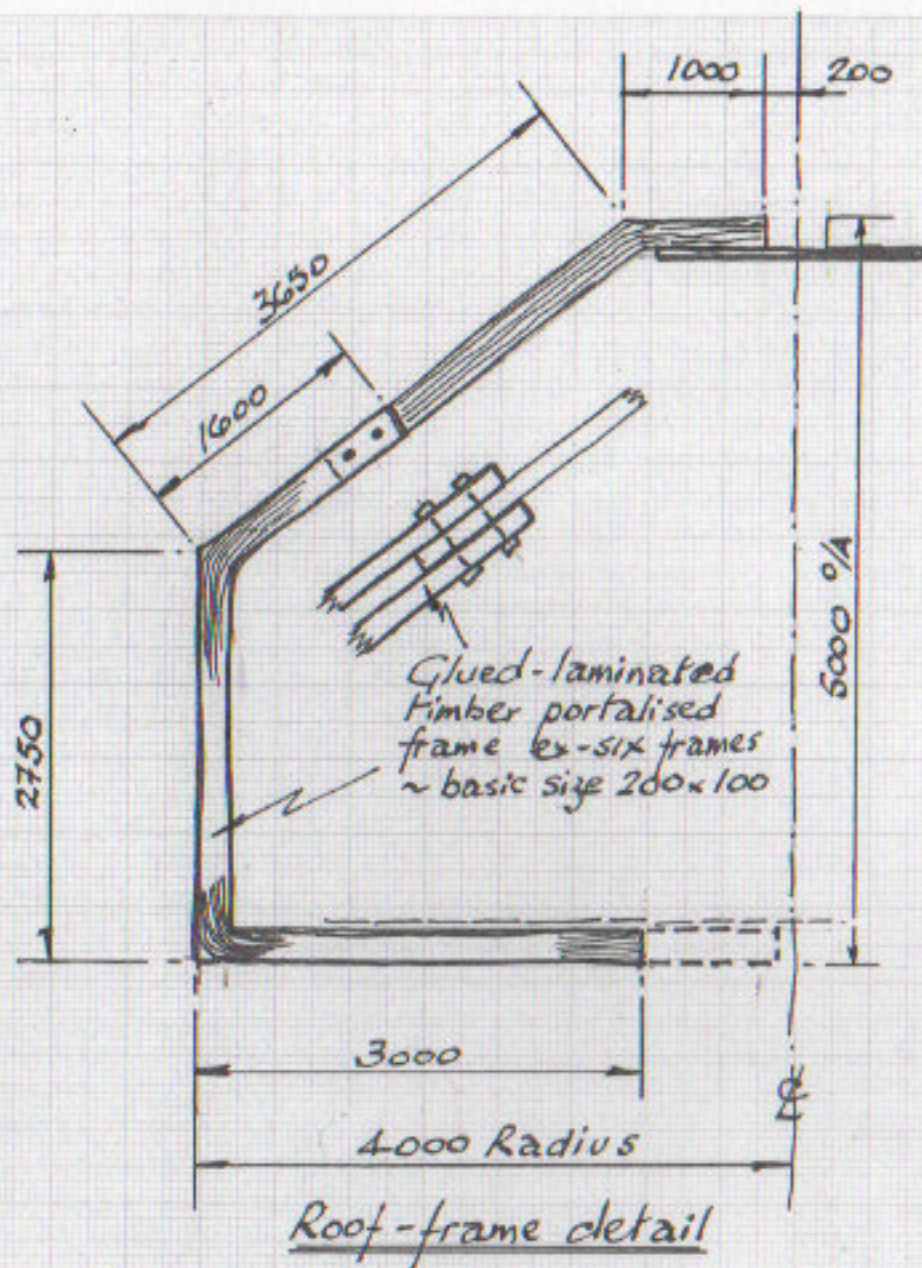 1000
200
3650
1600
5000 O/A
2750
Glued-laminated
timber portalised
frame ex-six frames
~ basic size 200x100
3000
℄
4000 Radius
Roof-frame detail